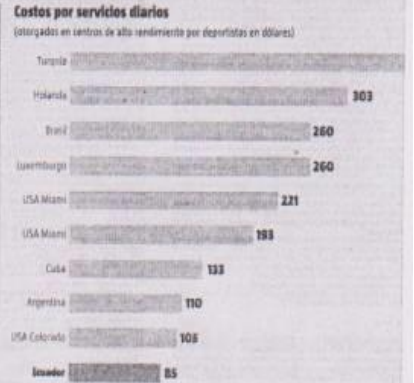 Costos por servicios diarios
(otorgados en centros de alto rendimiento por deportistas en dólares)
Turquía
Holanda 303
Brasil 260
Luxemburgo 260
USA Miami 221
USA Miami 193
Cuba 133
Argentina 110
USA Colorado 105
Ecuador 85